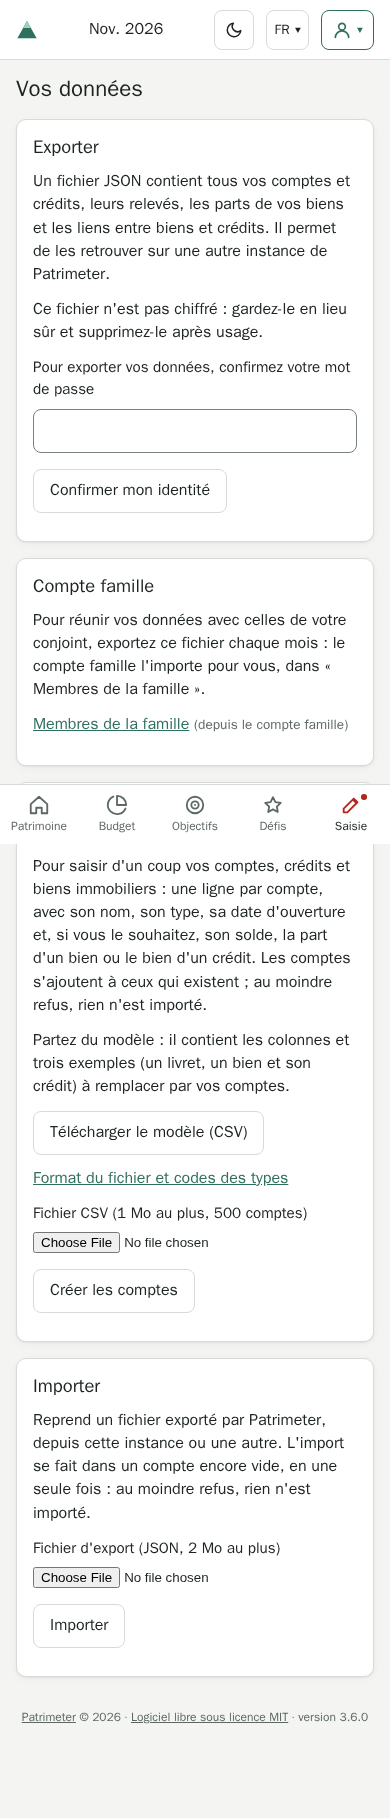 Nov. 2026
FR ▾
Vos données
Exporter
Un fichier JSON contient tous vos comptes et
crédits, leurs relevés, les parts de vos biens
et les liens entre biens et crédits. Il permet
de les retrouver sur une autre instance de
Patrimeter.
Ce fichier n'est pas chiffré : gardez-le en lieu
sûr et supprimez-le après usage.
Pour exporter vos données, confirmez votre mot
de passe
Confirmer mon identité
Compte famille
Pour réunir vos données avec celles de votre
conjoint, exportez ce fichier chaque mois : le
compte famille l'importe pour vous, dans «
Membres de la famille ».
Membres de la famille (depuis le compte famille)
Patrimoine
Budget
Objectifs
Défis
Saisie
Pour saisir d'un coup vos comptes, crédits et
biens immobiliers : une ligne par compte,
avec son nom, son type, sa date d'ouverture
et, si vous le souhaitez, son solde, la part
d'un bien ou le bien d'un crédit. Les comptes
s'ajoutent à ceux qui existent ; au moindre
refus, rien n'est importé.
Partez du modèle : il contient les colonnes et
trois exemples (un livret, un bien et son
crédit) à remplacer par vos comptes.
Télécharger le modèle (CSV)
Format du fichier et codes des types
Fichier CSV (1 Mo au plus, 500 comptes)
Choose File No file chosen
Créer les comptes
Importer
Reprend un fichier exporté par Patrimeter,
depuis cette instance ou une autre. L'import
se fait dans un compte encore vide, en une
seule fois : au moindre refus, rien n'est
importé.
Fichier d'export (JSON, 2 Mo au plus)
Choose File No file chosen
Importer
Patrimeter © 2026 · Logiciel libre sous licence MIT · version 3.6.0